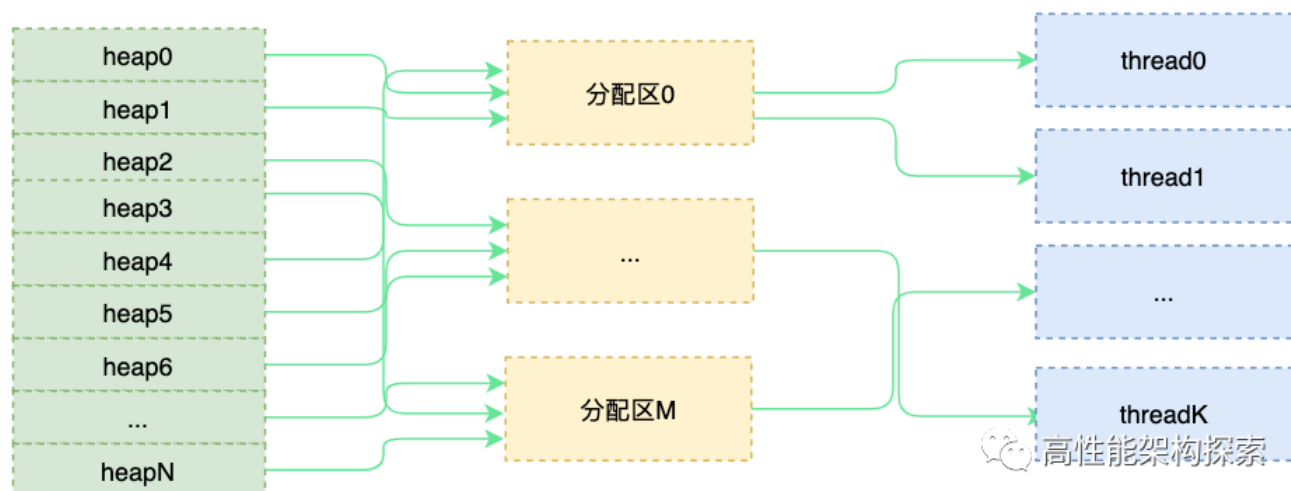 heap0
heap1
heap2
heap3
heap4
heap5
heap6
...
heapN
分配区0
...
分配区M
thread0
thread1
...
threadK
高性能架构探索